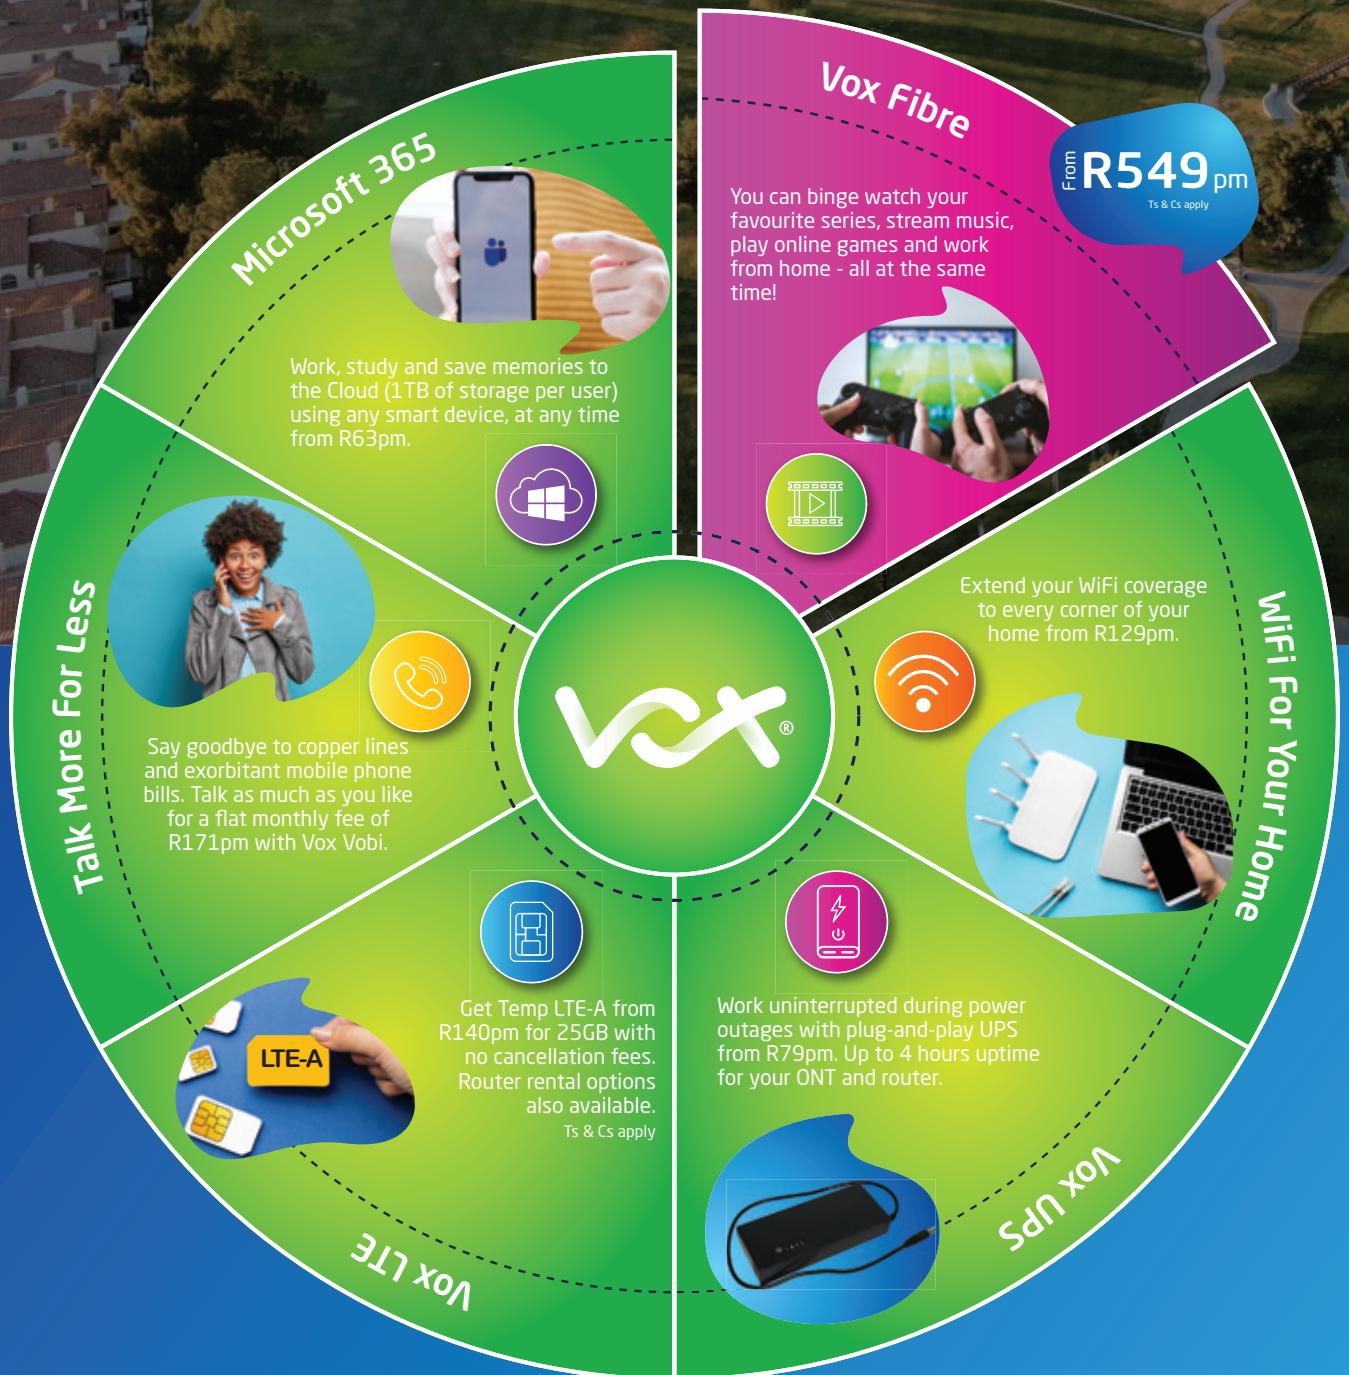 Vox Fibre
From R549 pm
Ts & Cs apply
You can binge watch your
favourite series, stream music,
play online games and work
from home - all at the same
time!
Microsoft 365
Work, study and save memories to
the Cloud (1TB of storage per user)
using any smart device, at any time
from R63pm.
WiFi For Your Home
Extend your WiFi coverage
to every corner of your
home from R129pm.
Talk More For Less
Say goodbye to copper lines
and exorbitant mobile phone
bills. Talk as much as you like
for a flat monthly fee of
R171pm with Vox Vobi.
VOX®
Vox LTE
LTE-A
Get Temp LTE-A from
R140pm for 25GB with
no cancellation fees.
Router rental options
also available.
Ts & Cs apply
Vox UPS
Work uninterrupted during power
outages with plug-and-play UPS
from R79pm. Up to 4 hours uptime
for your ONT and router.